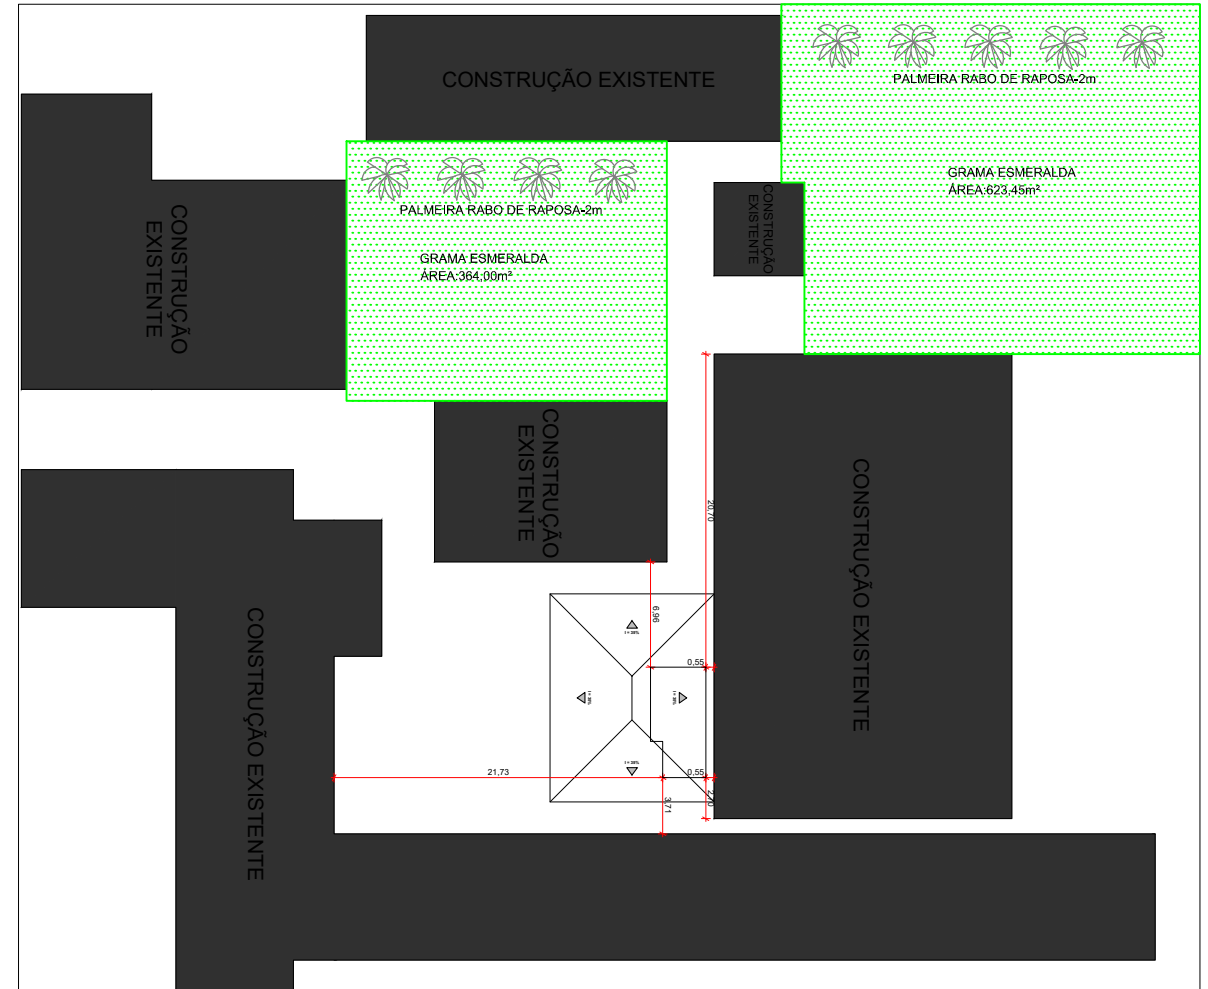 CONSTRUÇÃO EXISTENTE
PALMEIRA RABO DE RAPOSA-2m
GRAMA ESMERALDA
ÁREA:623,45m²
CONSTRUÇÃO
EXISTENTE
PALMEIRA RABO DE RAPOSA-2m
GRAMA ESMERALDA
ÁREA:364,00m²
CONSTRUÇÃO
EXISTENTE
CONSTRUÇÃO
EXISTENTE
20,70
CONSTRUÇÃO EXISTENTE
6,96
0,55
CONSTRUÇÃO EXISTENTE
21,73
0,55
2,70
3,71